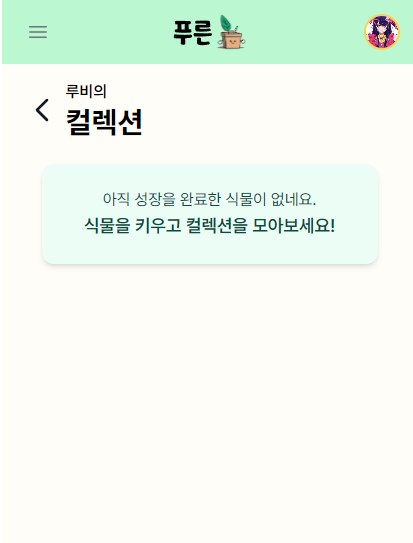 푸른
루비의
컬렉션
아직 성장을 완료한 식물이 없네요.
식물을 키우고 컬렉션을 모아보세요!